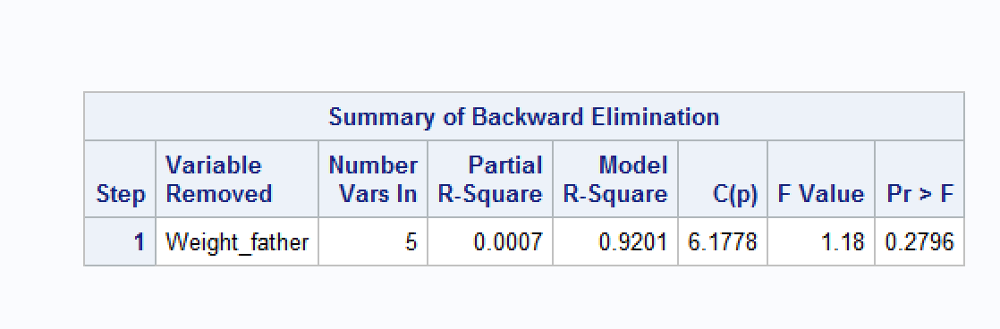 Summary of Backward Elimination
Step Variable Removed Number Vars In Partial R-Square Model R-Square C(p) F Value Pr > F
1 Weight_father 5 0.0007 0.9201 6.1778 1.18 0.2796